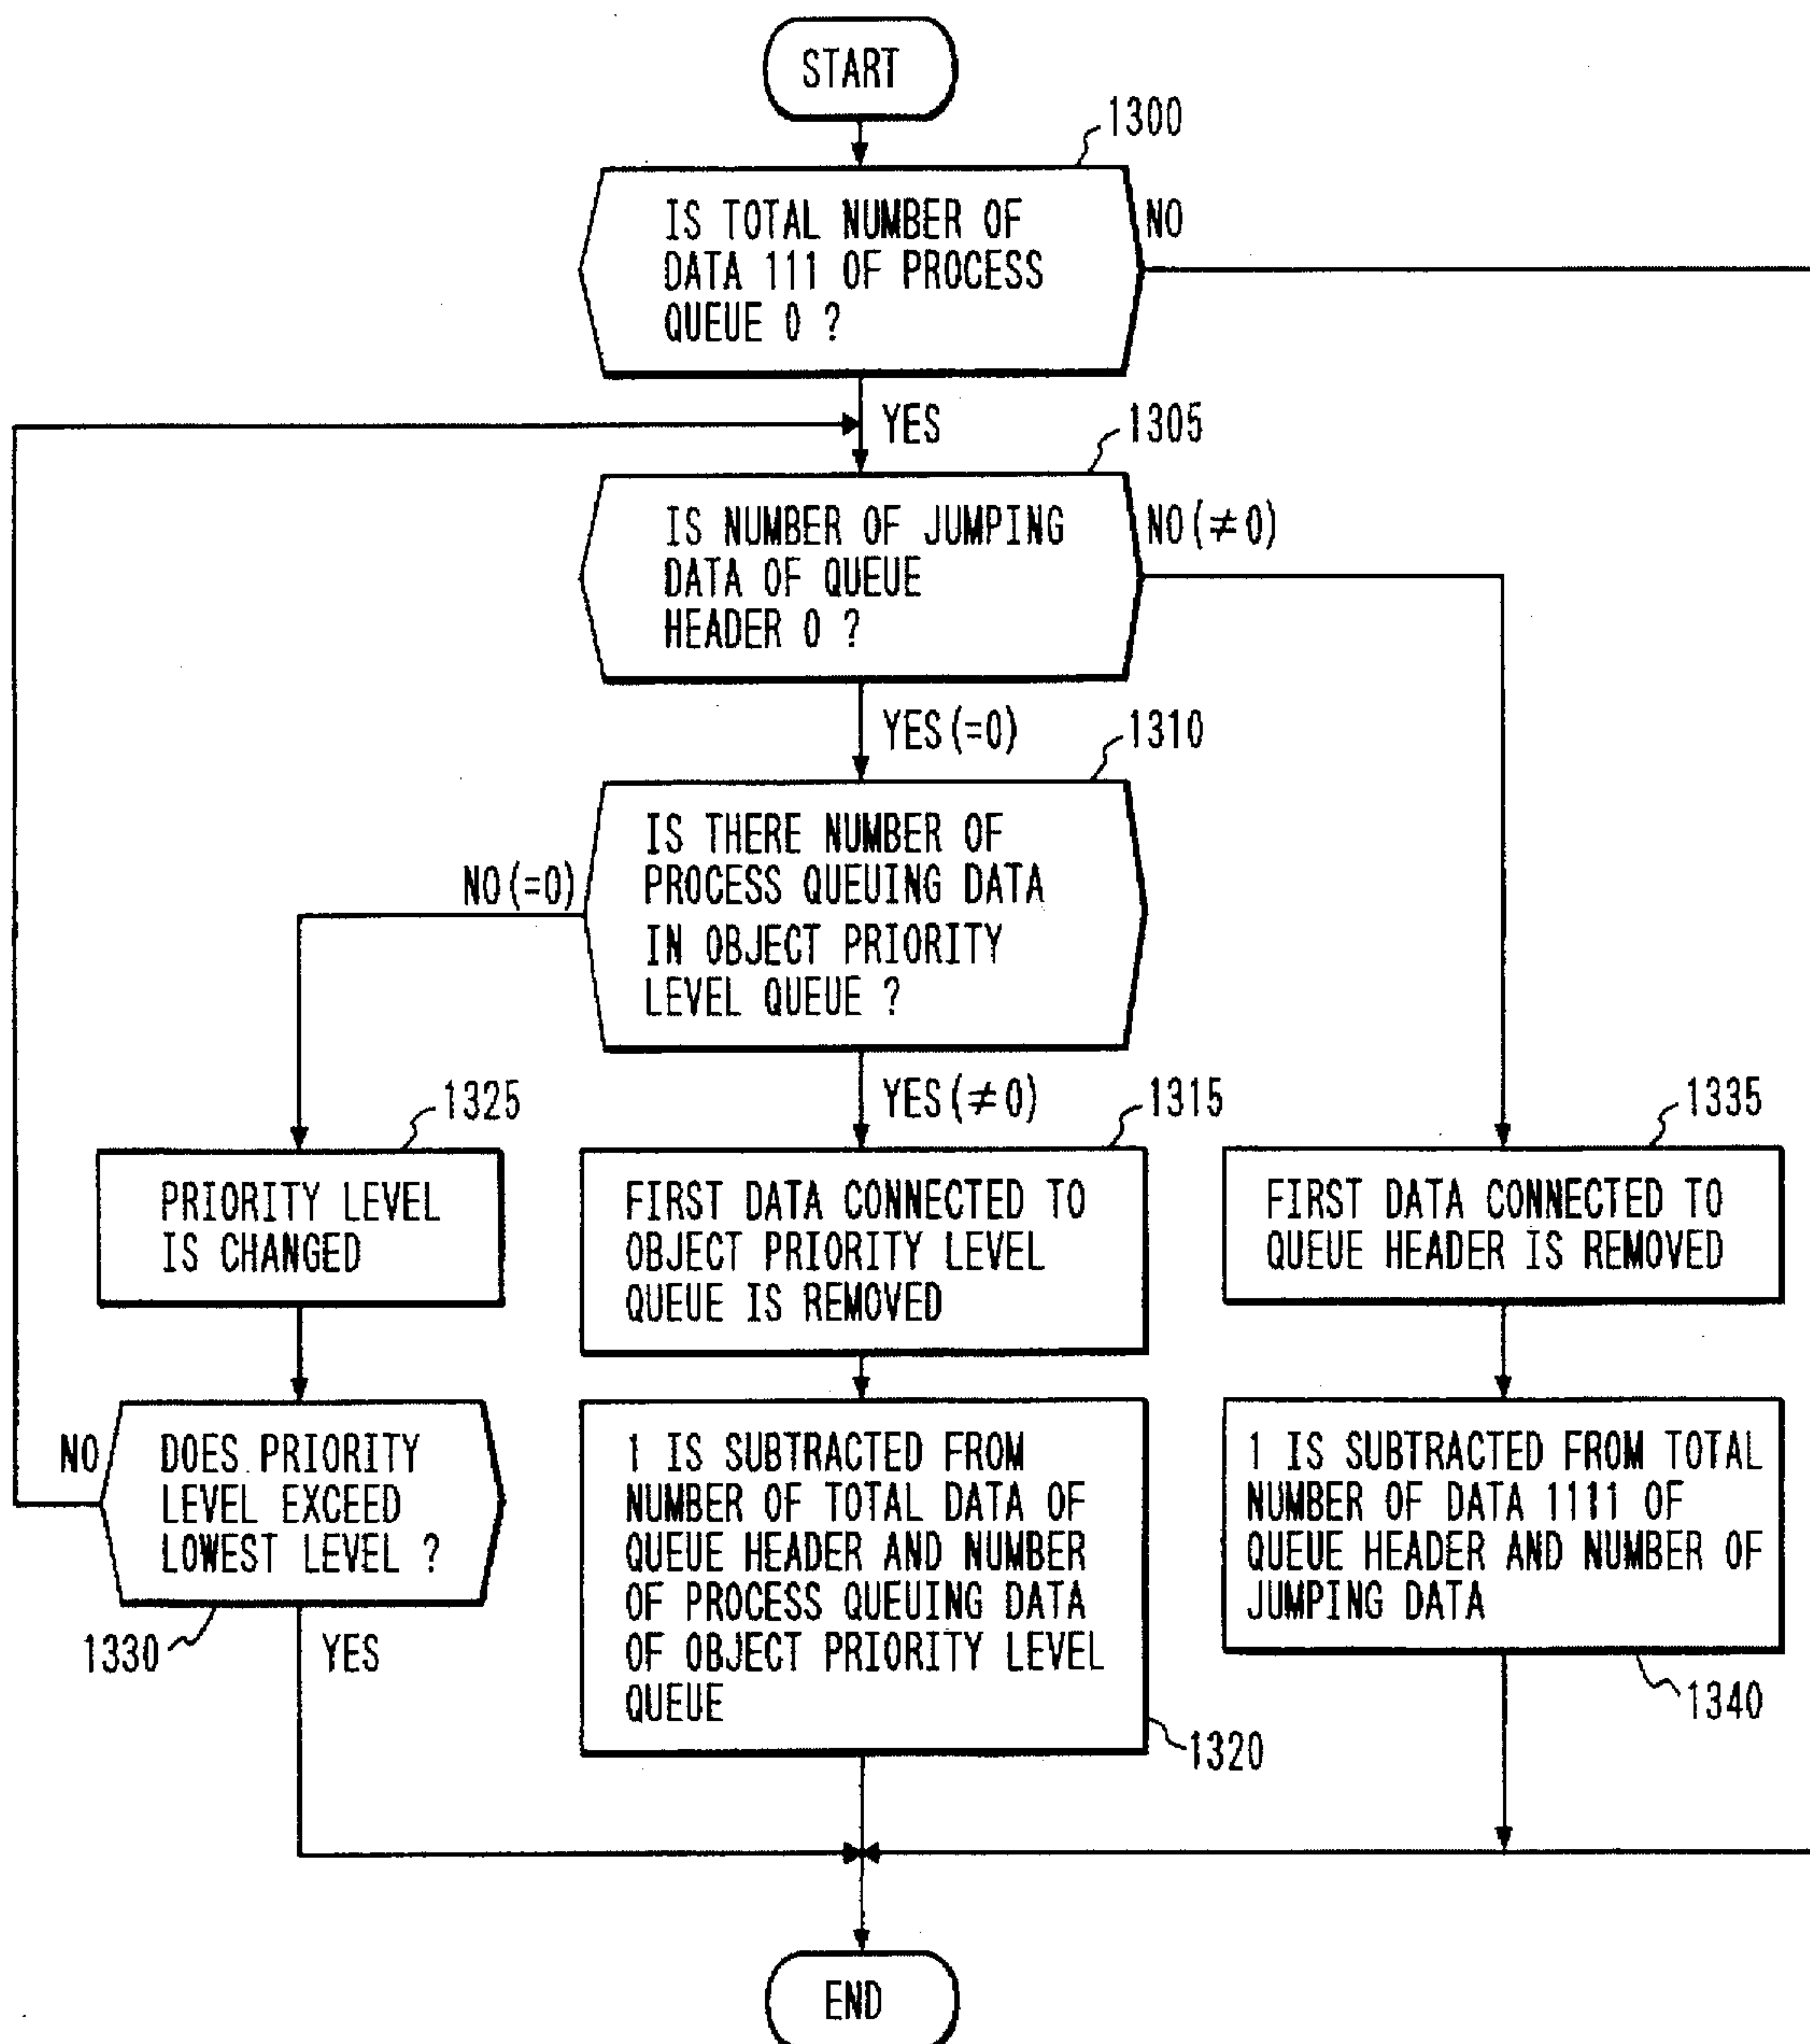 START
1300
IS TOTAL NUMBER OF
DATA 111 OF PROCESS
QUEUE 0 ?
NO
YES
1305
IS NUMBER OF JUMPING
DATA OF QUEUE
HEADER 0 ?
NO(≠0)
YES(=0)
1310
IS THERE NUMBER OF
PROCESS QUEUING DATA
IN OBJECT PRIORITY
LEVEL QUEUE ?
NO(=0)
YES(≠0)
1325
PRIORITY LEVEL
IS CHANGED
1315
FIRST DATA CONNECTED TO
OBJECT PRIORITY LEVEL
QUEUE IS REMOVED
1335
FIRST DATA CONNECTED TO
QUEUE HEADER IS REMOVED
NO
DOES PRIORITY
LEVEL EXCEED
LOWEST LEVEL ?
1330
YES
1 IS SUBTRACTED FROM
NUMBER OF TOTAL DATA OF
QUEUE HEADER AND NUMBER
OF PROCESS QUEUING DATA
OF OBJECT PRIORITY LEVEL
QUEUE
1320
1 IS SUBTRACTED FROM TOTAL
NUMBER OF DATA 1111 OF
QUEUE HEADER AND NUMBER OF
JUMPING DATA
1340
END